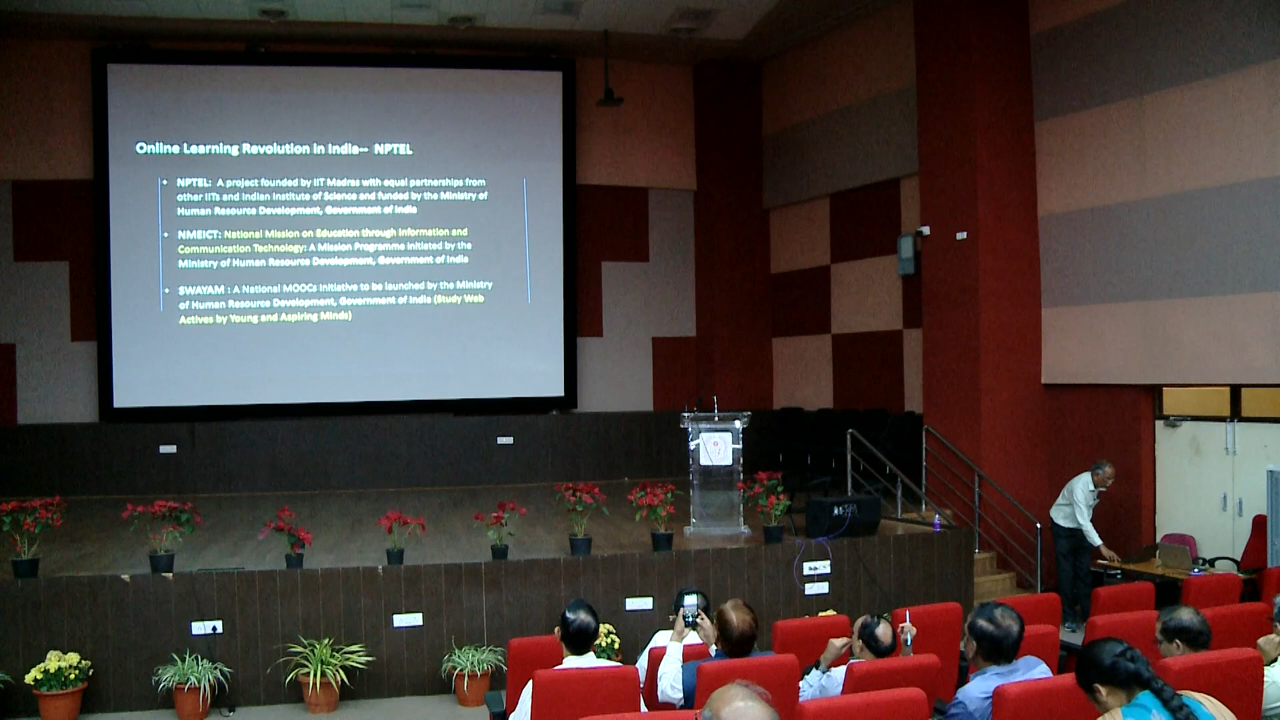 Online Learning Revolution in India-- NPTEL
• NPTEL: A project founded by IIT Madras with equal partnerships from
other IITs and Indian Institute of Science and funded by the Ministry of
Human Resource Development, Government of India
• NMEICT: National Mission on Education through Information and
Communication Technology: A Mission Programme initiated by the
Ministry of Human Resource Development, Government of India
• SWAYAM : A National MOOCs initiative to be launched by the Ministry
of Human Resource Development, Government of India (Study Web
Actives by Young and Aspiring Minds)